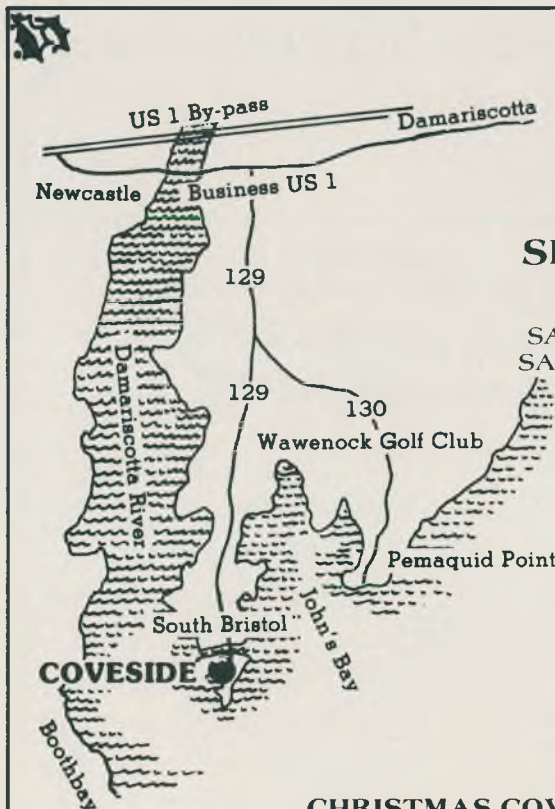 US 1 By-pass
Damariscotta
Newcastle
Business US 1
129
129
130
Damariscotta River
Wawenock Golf Club
Pemaquid Point
John's Bay
South Bristol
COVESIDE
Boothbay